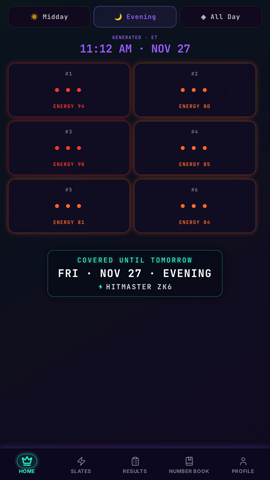 Midday
Evening
All Day
GENERATED · ET
11:12 AM · NOV 27
#1
ENERGY 94
#2
ENERGY 80
#3
ENERGY 90
#4
ENERGY 85
#5
ENERGY 81
#6
ENERGY 84
COVERED UNTIL TOMORROW
FRI · NOV 27 · EVENING
HITMASTER ZK6
HOME
SLATES
RESULTS
NUMBER BOOK
PROFILE